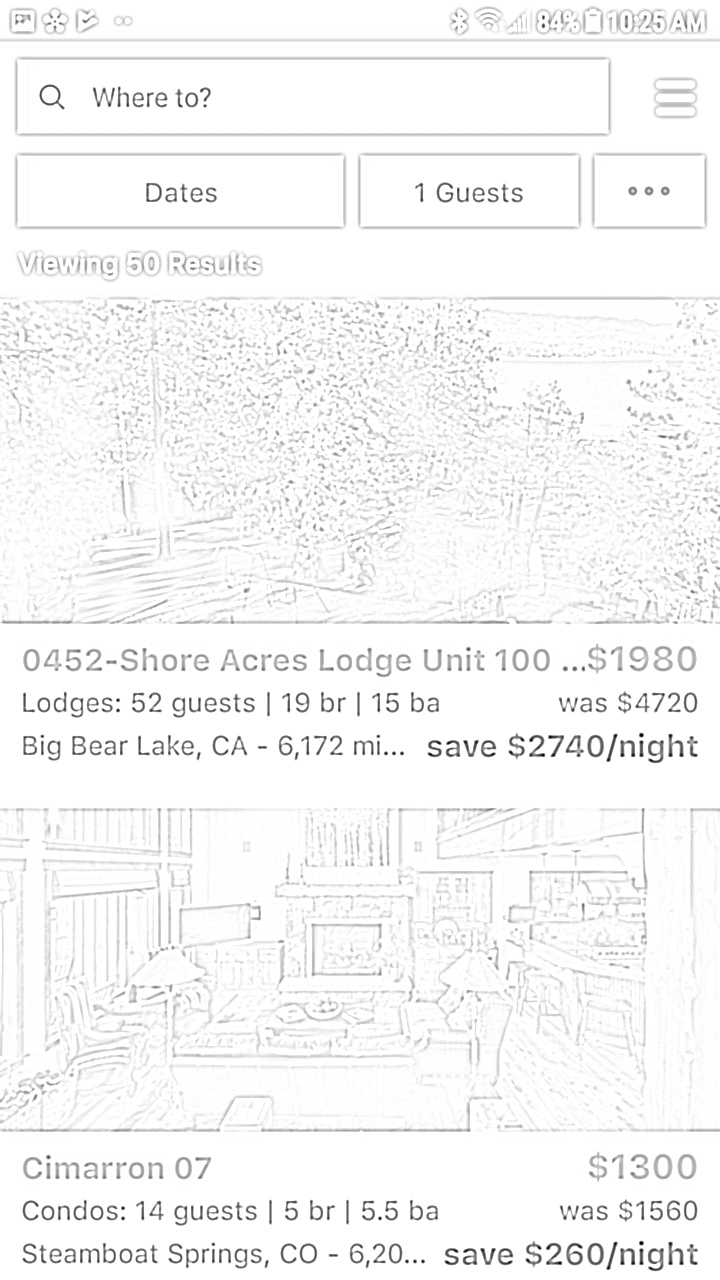 84% 10:25 AM
Where to?
Dates 1 Guests
Viewing 50 Results
0452-Shore Acres Lodge Unit 100 ...$1980
Lodges: 52 guests | 19 br | 15 ba was $4720
Big Bear Lake, CA - 6,172 mi... save $2740/night
Cimarron 07 $1300
Condos: 14 guests | 5 br | 5.5 ba was $1560
Steamboat Springs, CO - 6,20... save $260/night